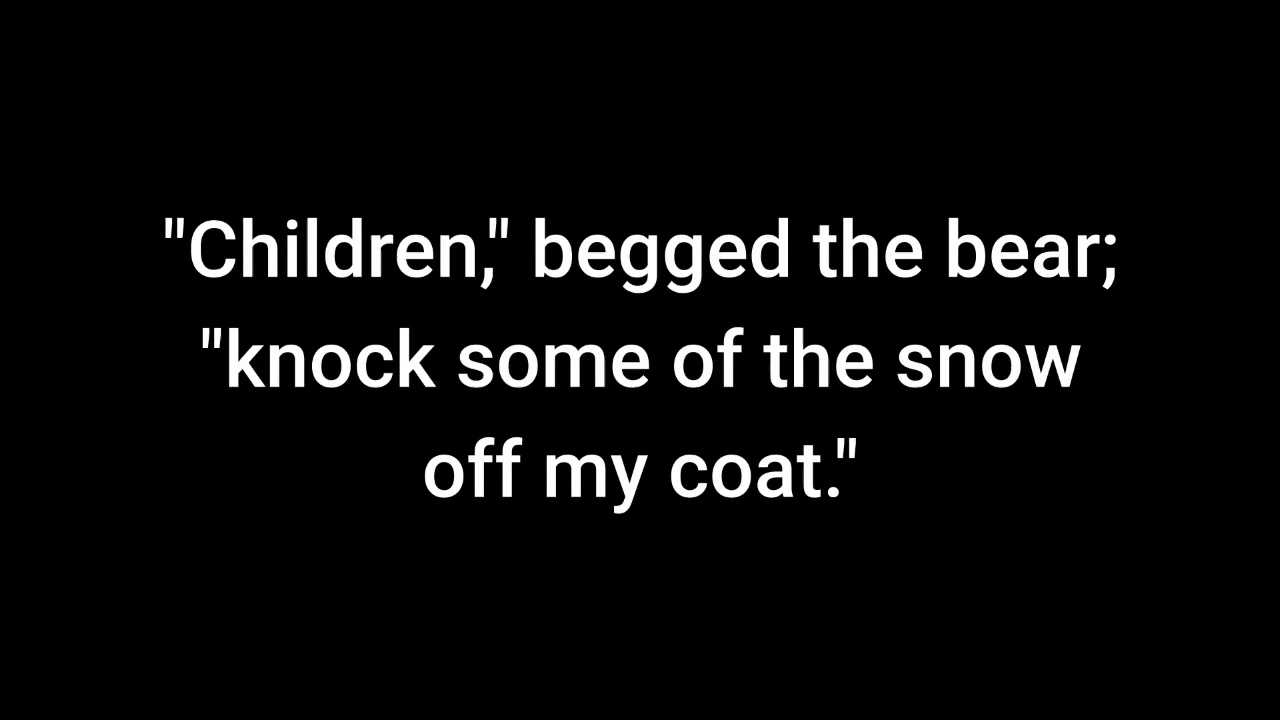 "Children," begged the bear;
"knock some of the snow
off my coat."